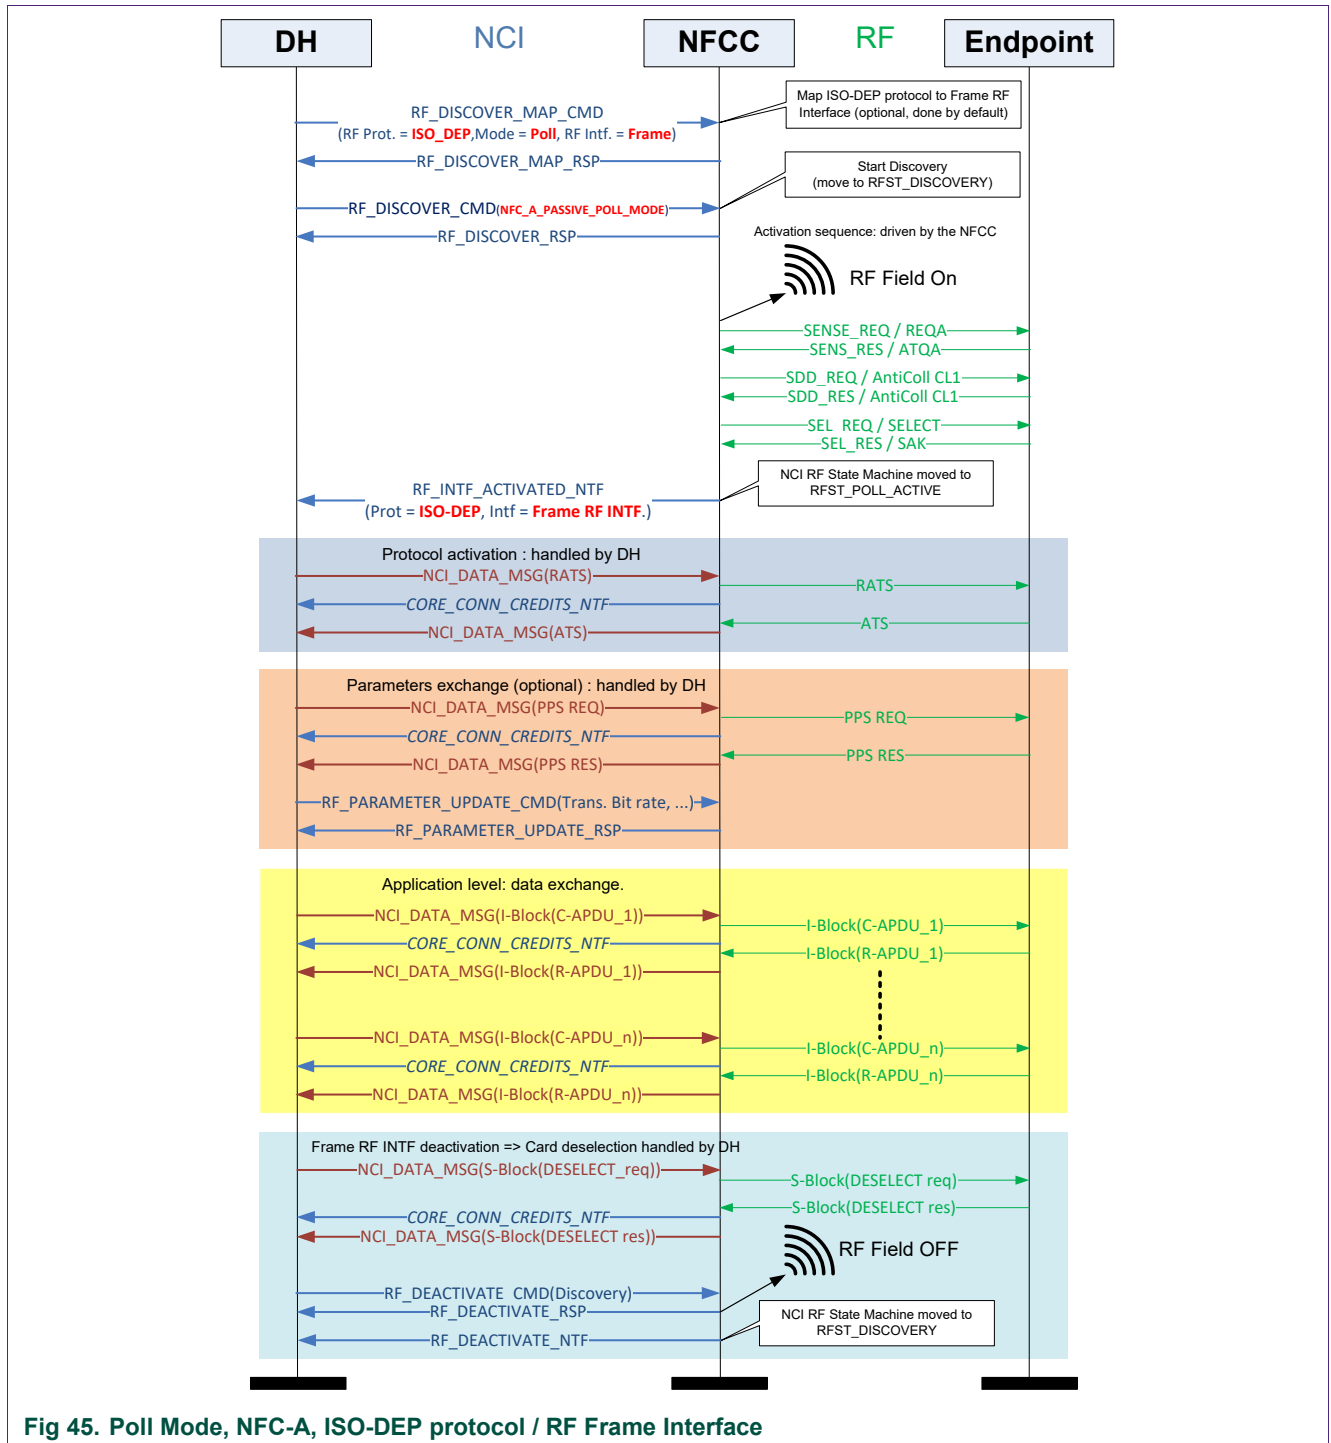 DH
NCI
NFCC
RF
Endpoint
RF_DISCOVER_MAP_CMD
(RF Prot. = ISO_DEP,Mode = Poll, RF Intf. = Frame)
Map ISO-DEP protocol to Frame RF
Interface (optional, done by default)
RF_DISCOVER_MAP_RSP
Start Discovery
(move to RFST_DISCOVERY)
RF_DISCOVER_CMD(NFC_A_PASSIVE_POLL_MODE)
RF_DISCOVER_RSP
Activation sequence: driven by the NFCC
RF Field On
SENSE_REQ / REQA
SENS_RES / ATQA
SDD_REQ / AntiColl CL1
SDD_RES / AntiColl CL1
SEL_REQ / SELECT
SEL_RES / SAK
NCI RF State Machine moved to
RFST_POLL_ACTIVE
RF_INTF_ACTIVATED_NTF
(Prot = ISO-DEP, Intf = Frame RF INTF.)
Protocol activation : handled by DH
NCI_DATA_MSG(RATS)
RATS
CORE_CONN_CREDITS_NTF
ATS
NCI_DATA_MSG(ATS)
Parameters exchange (optional) : handled by DH
NCI_DATA_MSG(PPS REQ)
PPS REQ
CORE_CONN_CREDITS_NTF
PPS RES
NCI_DATA_MSG(PPS RES)
RF_PARAMETER_UPDATE_CMD(Trans. Bit rate, ...)
RF_PARAMETER_UPDATE_RSP
Application level: data exchange.
NCI_DATA_MSG(I-Block(C-APDU_1))
I-Block(C-APDU_1)
CORE_CONN_CREDITS_NTF
I-Block(R-APDU_1)
NCI_DATA_MSG(I-Block(R-APDU_1))
NCI_DATA_MSG(I-Block(C-APDU_n))
I-Block(C-APDU_n)
CORE_CONN_CREDITS_NTF
I-Block(R-APDU_n)
NCI_DATA_MSG(I-Block(R-APDU_n))
Frame RF INTF deactivation => Card deselection handled by DH
NCI_DATA_MSG(S-Block(DESELECT_req))
S-Block(DESELECT req)
S-Block(DESELECT res)
CORE_CONN_CREDITS_NTF
NCI_DATA_MSG(S-Block(DESELECT res))
RF Field OFF
RF_DEACTIVATE_CMD(Discovery)
RF_DEACTIVATE_RSP
NCI RF State Machine moved to
RFST_DISCOVERY
RF_DEACTIVATE_NTF
Fig 45. Poll Mode, NFC-A, ISO-DEP protocol / RF Frame Interface